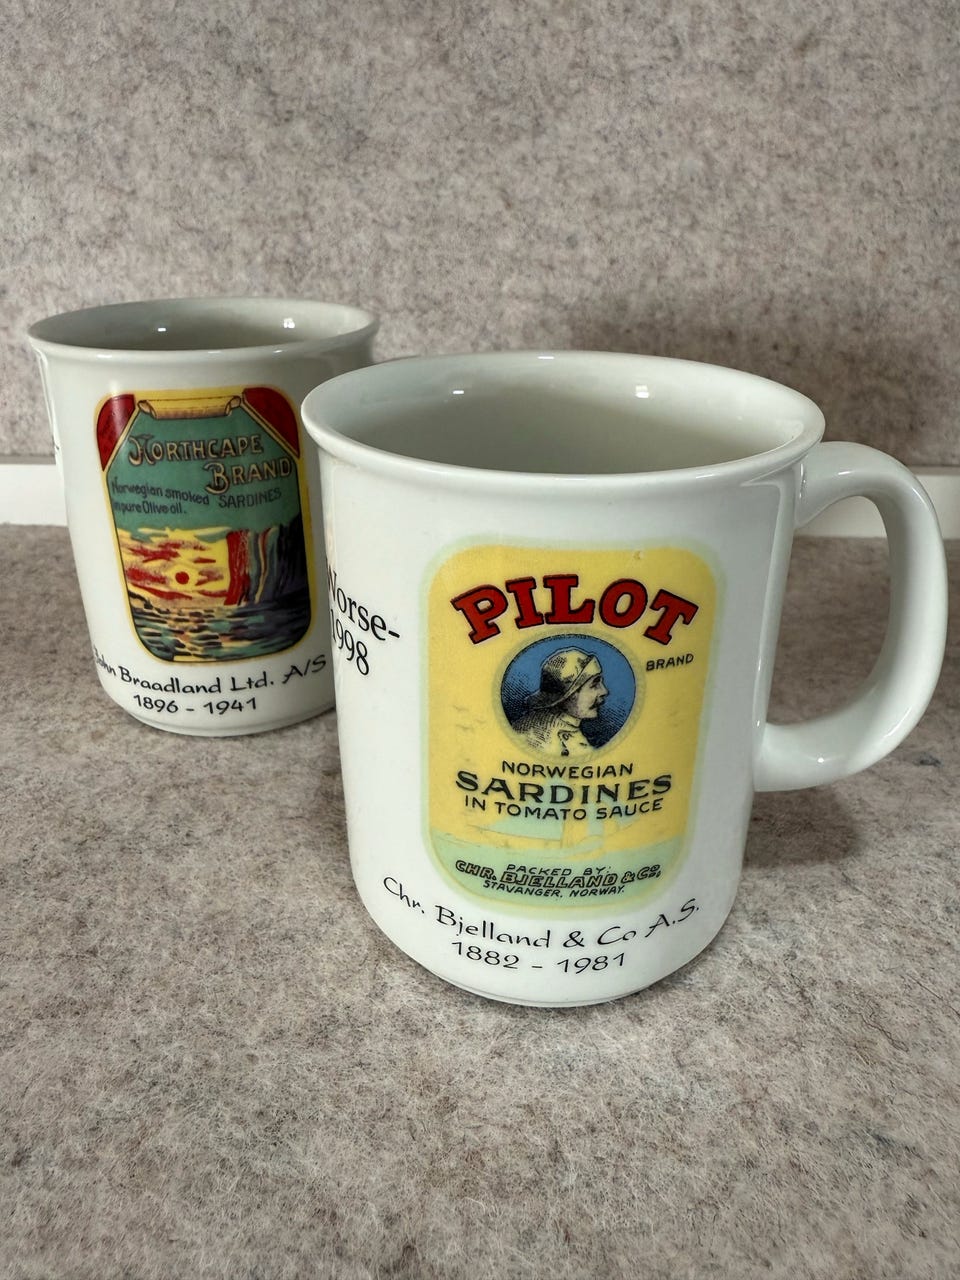 NORTHCAPE
BRAND
Norwegian smoked SARDINES
in pure Olive oil.
John Braadland Ltd. A/S
1896 - 1941
Worse-
1998
PILOT
BRAND
NORWEGIAN
SARDINES
IN TOMATO SAUCE
PACKED BY:
CHR. BJELLAND & CO,
STAVANGER, NORWAY.
Chr. Bjelland & Co A.S.
1882 - 1981